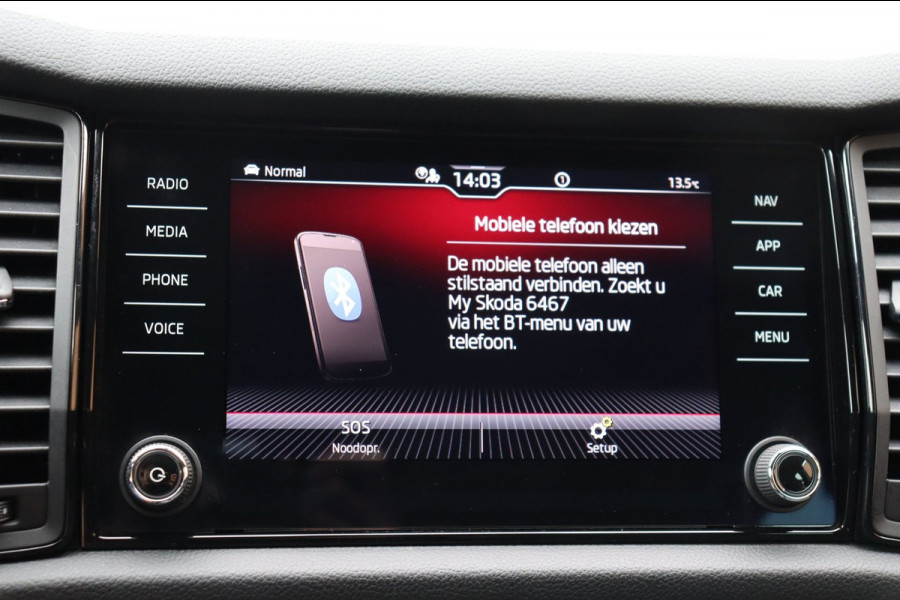 Normal
14:03
1
13.5°C
RADIO
MEDIA
PHONE
VOICE
Mobiele telefoon kiezen
De mobiele telefoon alleen
stilstaand verbinden. Zoekt u
My Skoda 6467
via het BT-menu van uw
telefoon.
SOS
Noodopr.
Setup
NAV
APP
CAR
MENU